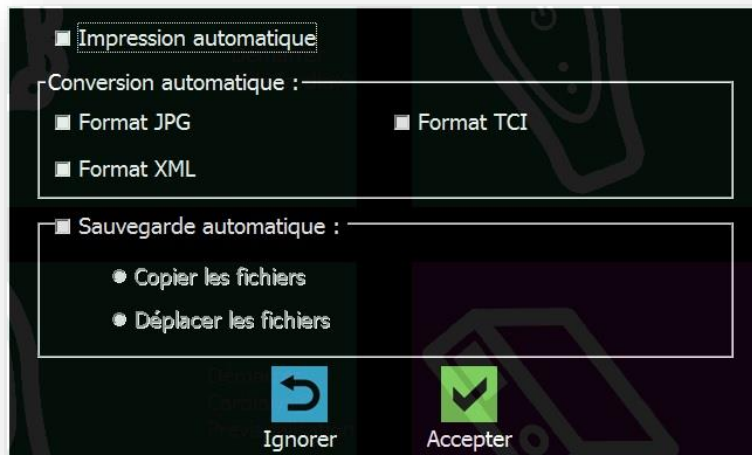 Impression automatique
Conversion automatique :
Format JPG
Format TCI
Format XML
Sauvegarde automatique :
Copier les fichiers
Déplacer les fichiers
Ignorer
Accepter